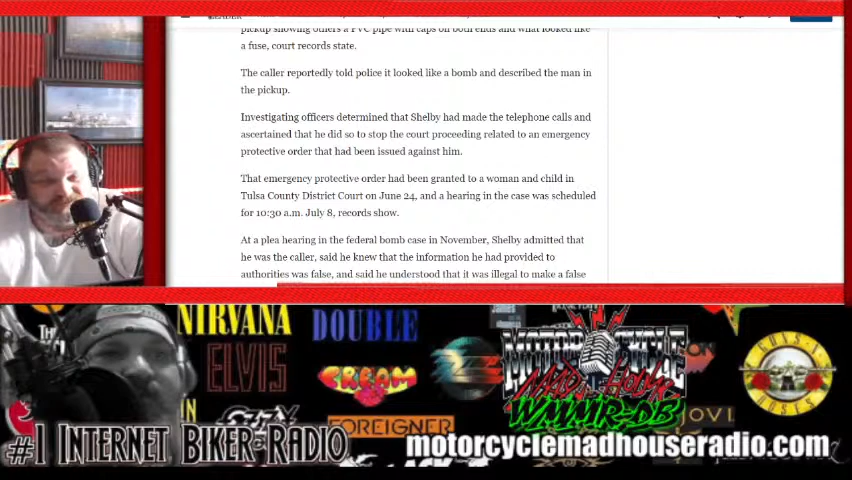 pickup showing others a PVC pipe with caps on both ends and what looked like
a fuse, court records state.
The caller reportedly told police it looked like a bomb and described the man in
the pickup.
Investigating officers determined that Shelby had made the telephone calls and
ascertained that he did so to stop the court proceeding related to an emergency
protective order that had been issued against him.
That emergency protective order had been granted to a woman and child in
Tulsa County District Court on June 24, and a hearing in the case was scheduled
for 10:30 a.m. July 8, records show.
At a plea hearing in the federal bomb case in November, Shelby admitted that
he was the caller, said he knew that the information he had provided to
authorities was false, and said he understood that it was illegal to make a false
NIRVANA
DOUBLE
ELVIS
CREAM
FOREIGNER
MOTORCYCLE
MADHOUSE
WMMR-DB
GUNS N
ROSES
#1 INTERNET BIKER RADIO
motorcyclemadhouseradio.com